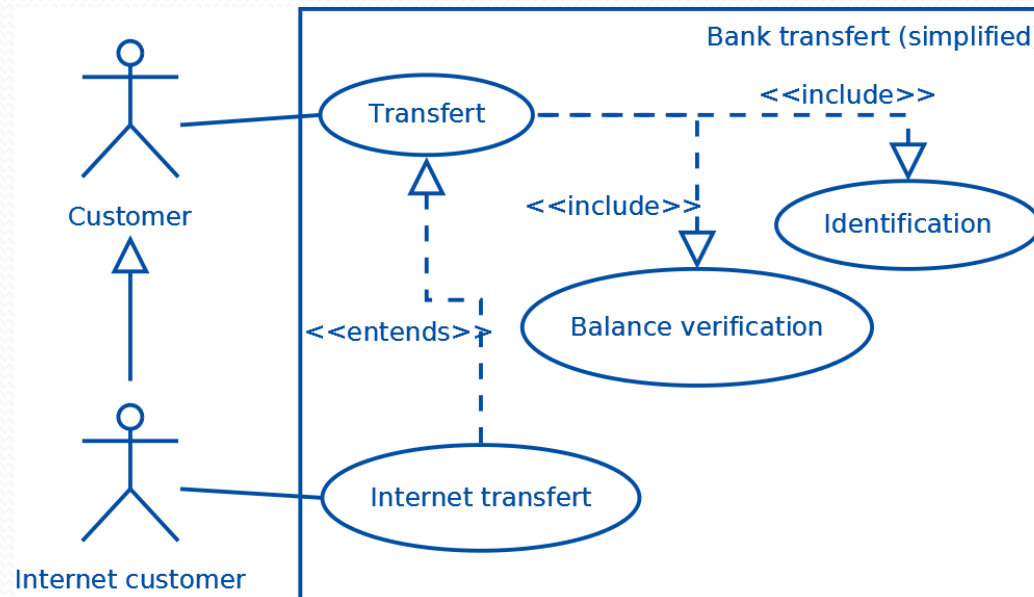 Bank transfert (simplified
<<include>>
Transfert
Customer
<<include>>
Identification
Balance verification
<<entends>>
Internet transfert
Internet customer